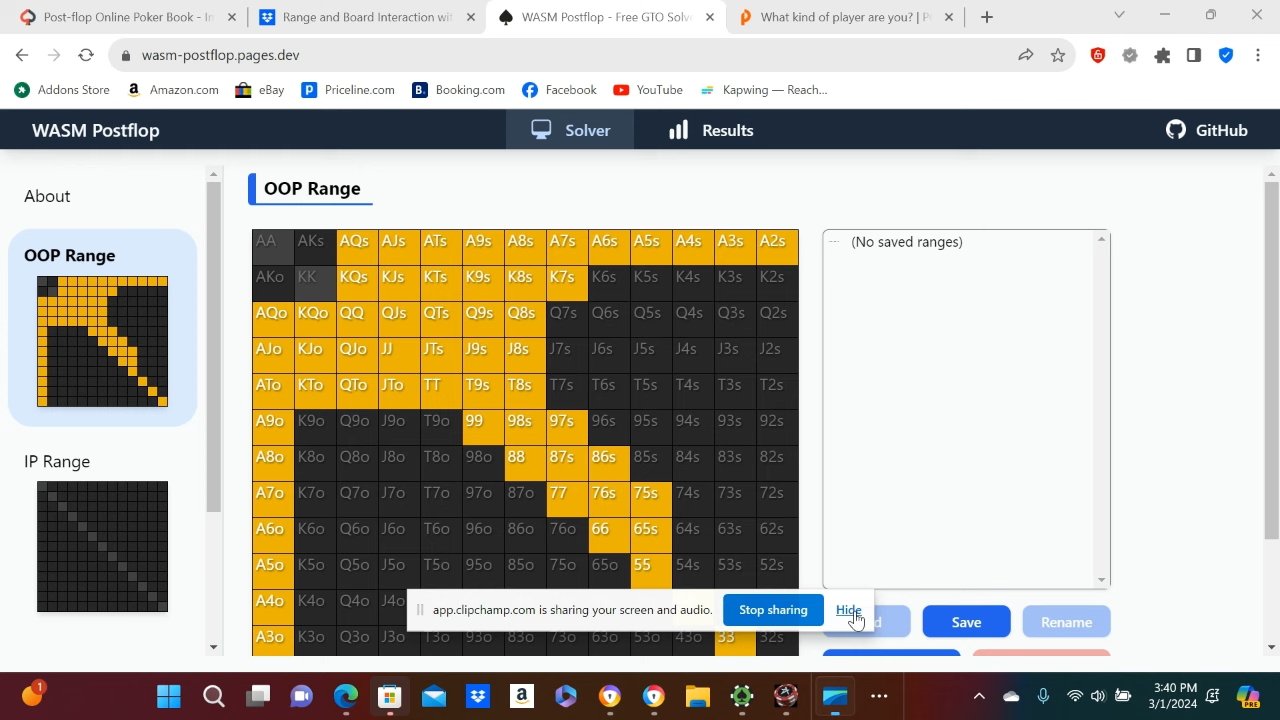 Post-flop Online Poker Book - In
Range and Board Interaction wit
WASM Postflop - Free GTO Solv
What kind of player are you? | P
wasm-postflop.pages.dev
Addons Store
Amazon.com
eBay
Priceline.com
Booking.com
Facebook
YouTube
Kapwing — Reach...
WASM Postflop
Solver
Results
GitHub
About
OOP Range
IP Range
OOP Range
AA AKs AQs AJs ATs A9s A8s A7s A6s A5s A4s A3s A2s
AKo KK KQs KJs KTs K9s K8s K7s K6s K5s K4s K3s K2s
AQo KQo QQ QJs QTs Q9s Q8s Q7s Q6s Q5s Q4s Q3s Q2s
AJo KJo QJo JJ JTs J9s J8s J7s J6s J5s J4s J3s J2s
ATo KTo QTo JTo TT T9s T8s T7s T6s T5s T4s T3s T2s
A9o K9o Q9o J9o T9o 99 98s 97s 96s 95s 94s 93s 92s
A8o K8o Q8o J8o T8o 98o 88 87s 86s 85s 84s 83s 82s
A7o K7o Q7o J7o T7o 97o 87o 77 76s 75s 74s 73s 72s
A6o K6o Q6o J6o T6o 96o 86o 76o 66 65s 64s 63s 62s
A5o K5o Q5o J5o T5o 95o 85o 75o 65o 55 54s 53s 52s
A4o K4o Q4o J4o
A3o K3o Q3o J3o T3o 93o 83o 73o 63o 53o 43o 33 32s
(No saved ranges)
Save
Rename
app.clipchamp.com is sharing your screen and audio.
Stop sharing
Hide
1
3:40 PM
3/1/2024
PRE